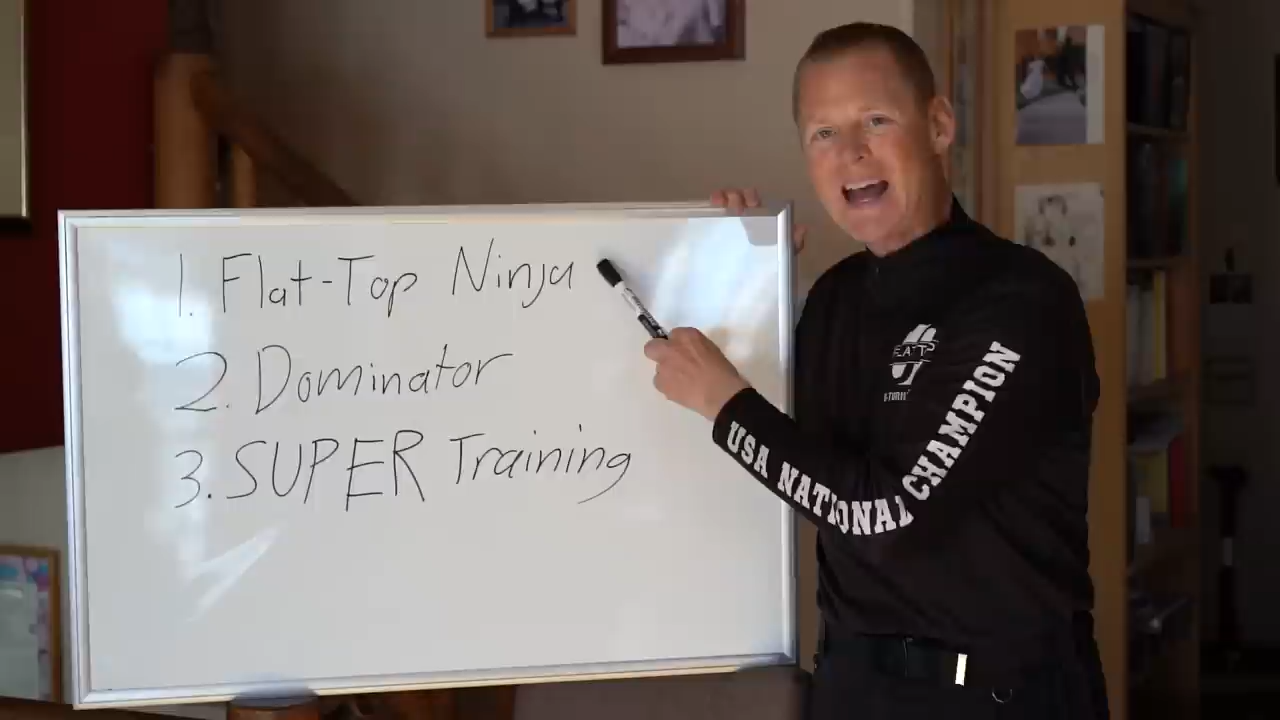 1. Flat-Top Ninja
2. Dominator
3. SUPER Training
USA NATIONAL CHAMPION